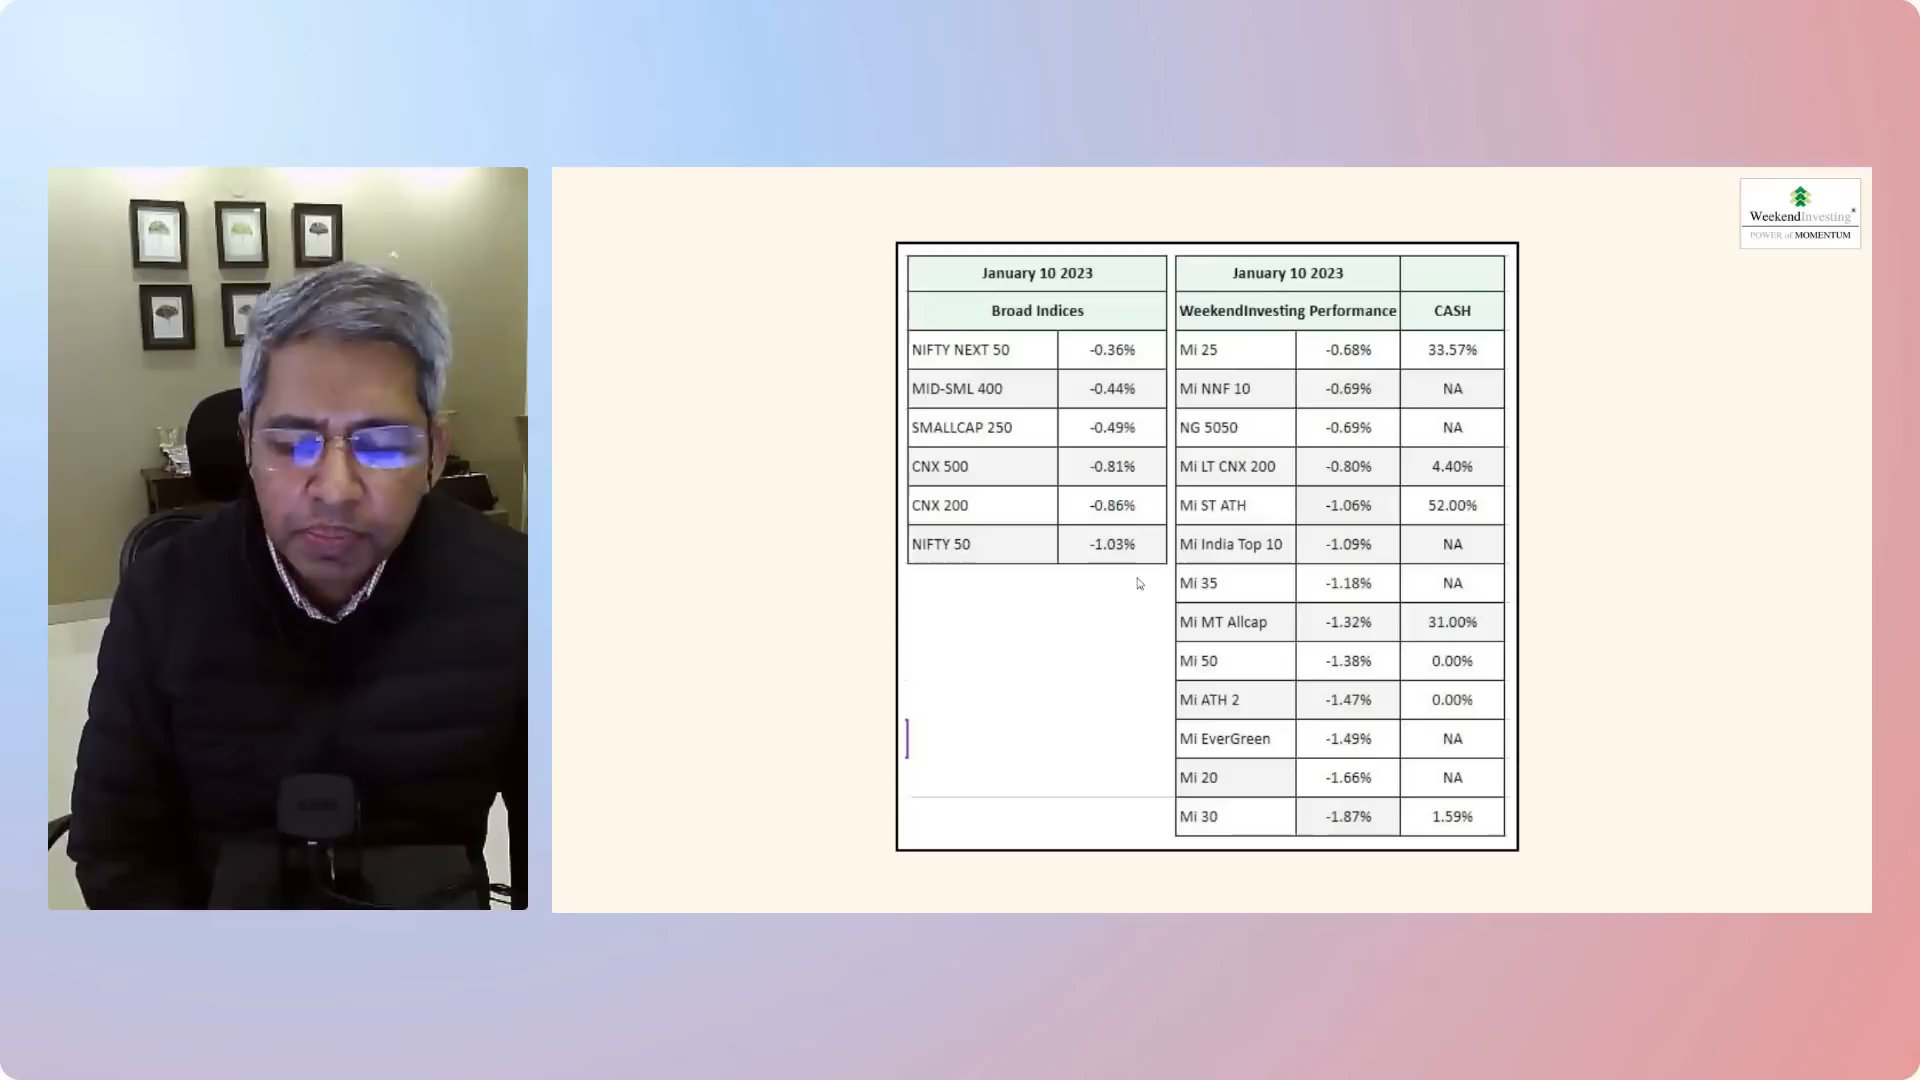 WeekendInvesting
POWER of MOMENTUM
January 10 2023
Broad Indices
NIFTY NEXT 50 -0.36%
MID-SML 400 -0.44%
SMALLCAP 250 -0.49%
CNX 500 -0.81%
CNX 200 -0.86%
NIFTY 50 -1.03%
January 10 2023
WeekendInvesting Performance CASH
Mi 25 -0.68% 33.57%
Mi NNF 10 -0.69% NA
NG 5050 -0.69% NA
Mi LT CNX 200 -0.80% 4.40%
Mi ST ATH -1.06% 52.00%
Mi India Top 10 -1.09% NA
Mi 35 -1.18% NA
Mi MT Allcap -1.32% 31.00%
Mi 50 -1.38% 0.00%
Mi ATH 2 -1.47% 0.00%
Mi EverGreen -1.49% NA
Mi 20 -1.66% NA
Mi 30 -1.87% 1.59%